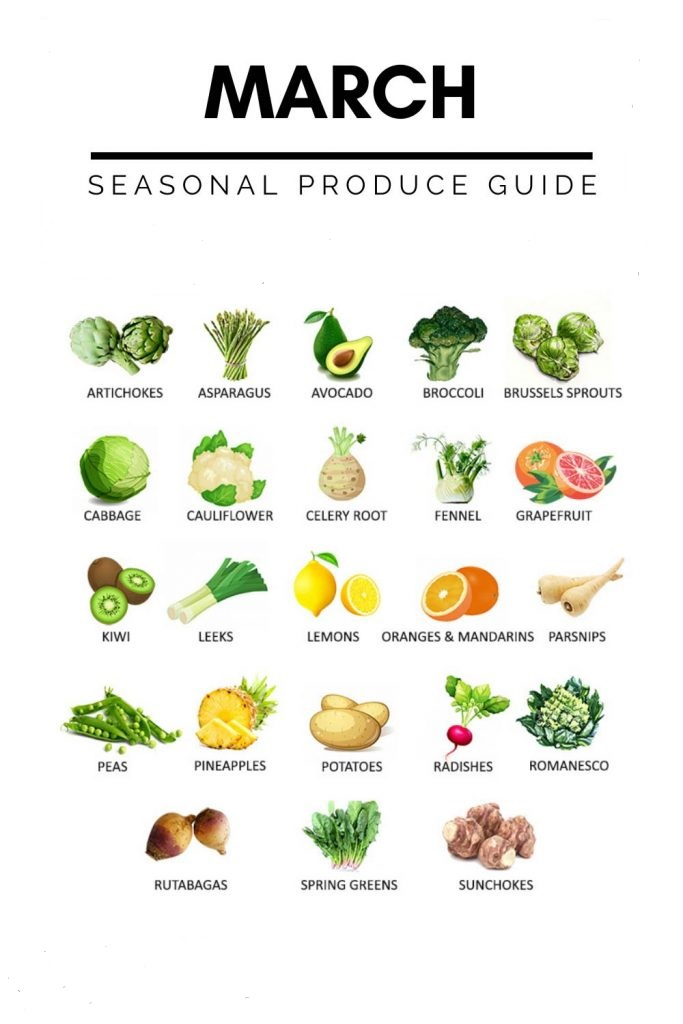 MARCH
SEASONAL PRODUCE GUIDE
ARTICHOKES ASPARAGUS AVOCADO BROCCOLI BRUSSELS SPROUTS
CABBAGE CAULIFLOWER CELERY ROOT FENNEL GRAPEFRUIT
KIWI LEEKS LEMONS ORANGES & MANDARINS PARSNIPS
PEAS PINEAPPLES POTATOES RADISHES ROMANESCO
RUTABAGAS SPRING GREENS SUNCHOKES